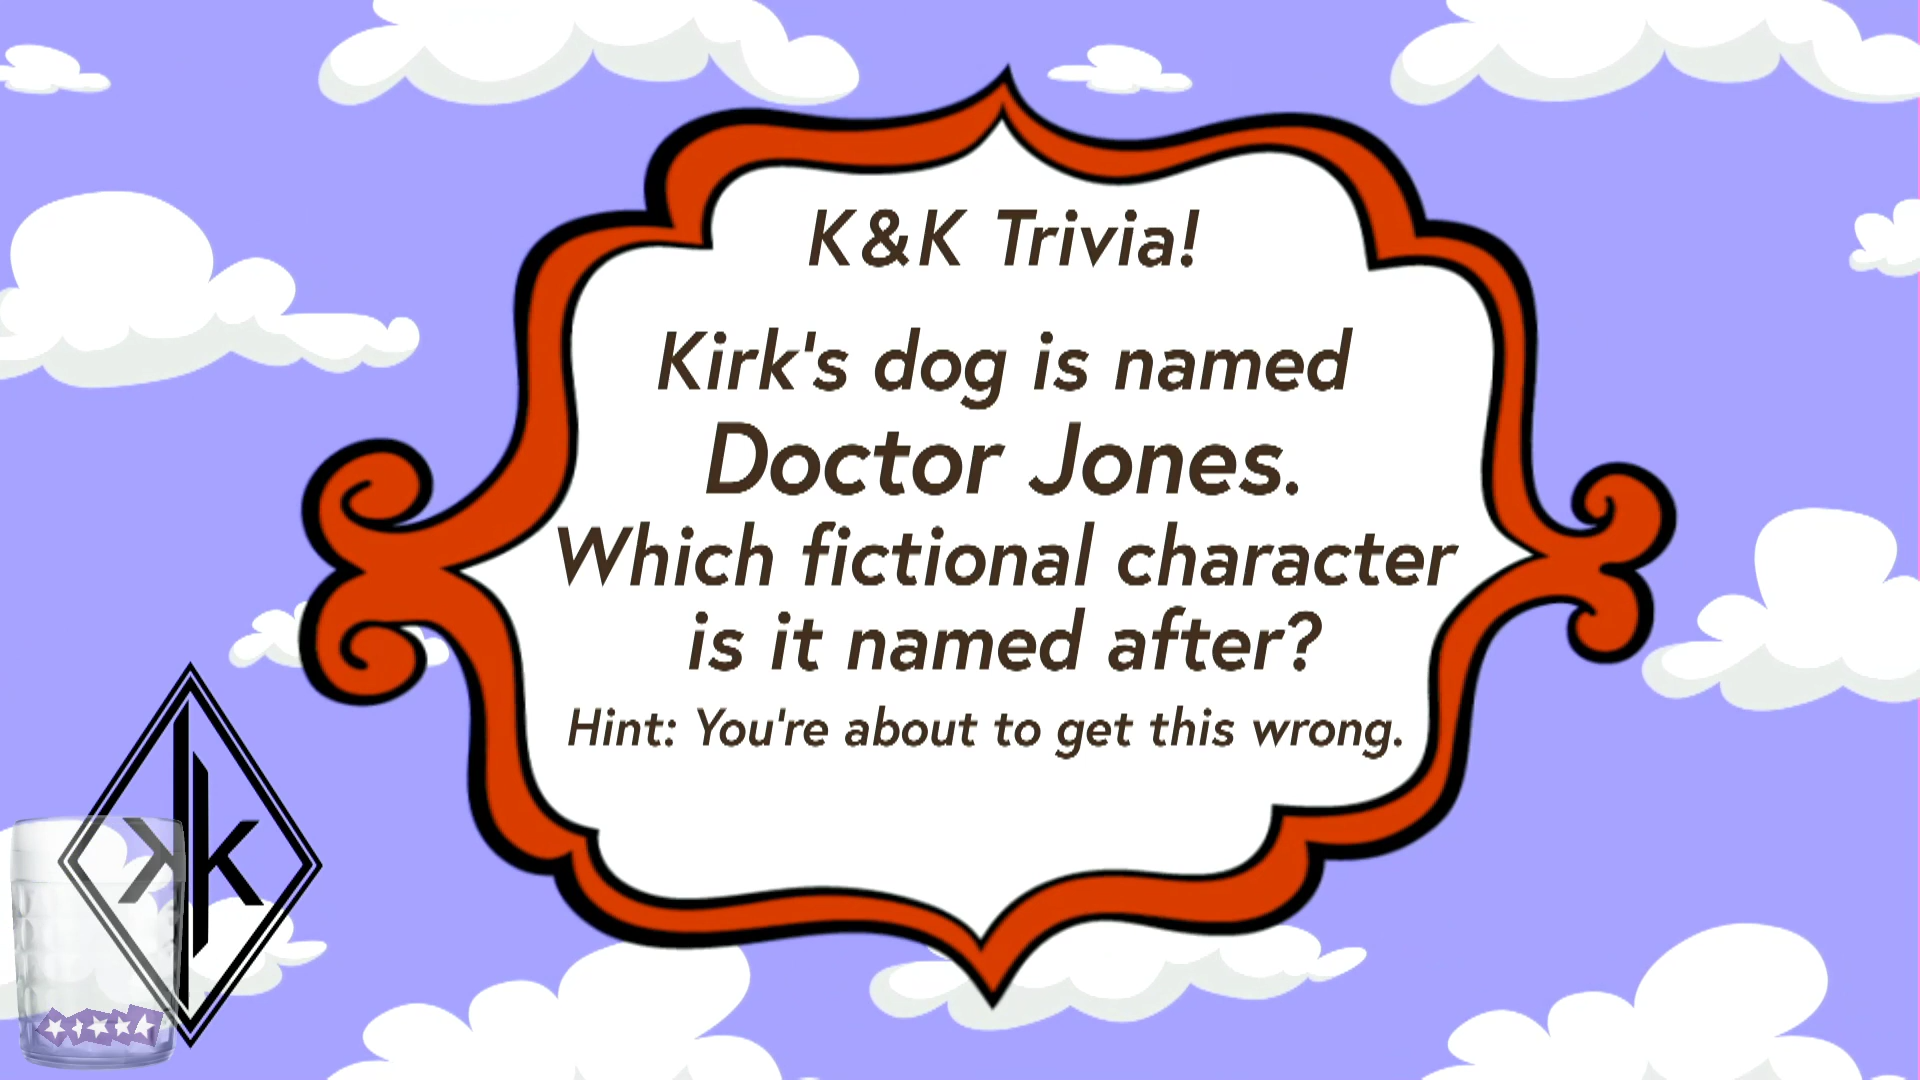 K&K Trivia!
Kirk's dog is named
Doctor Jones.
Which fictional character
is it named after?
Hint: You're about to get this wrong.
kk